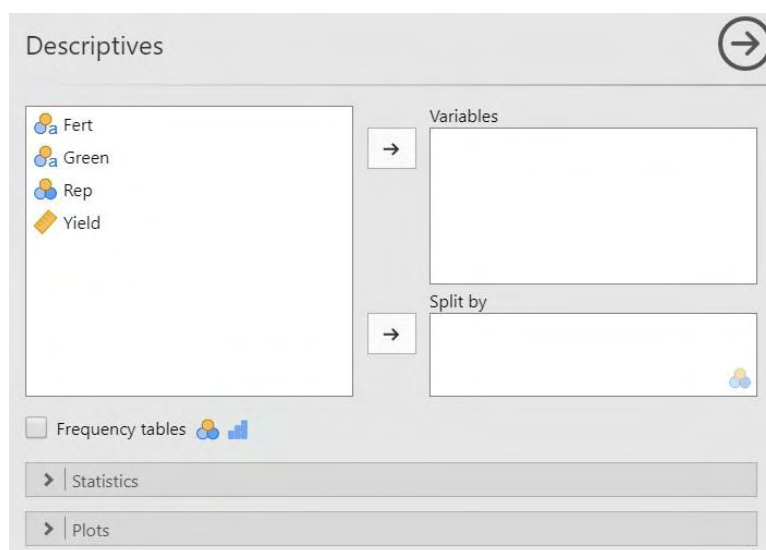 Descriptives
Fert
Green
Rep
Yield
Variables
Split by
Frequency tables
Statistics
Plots